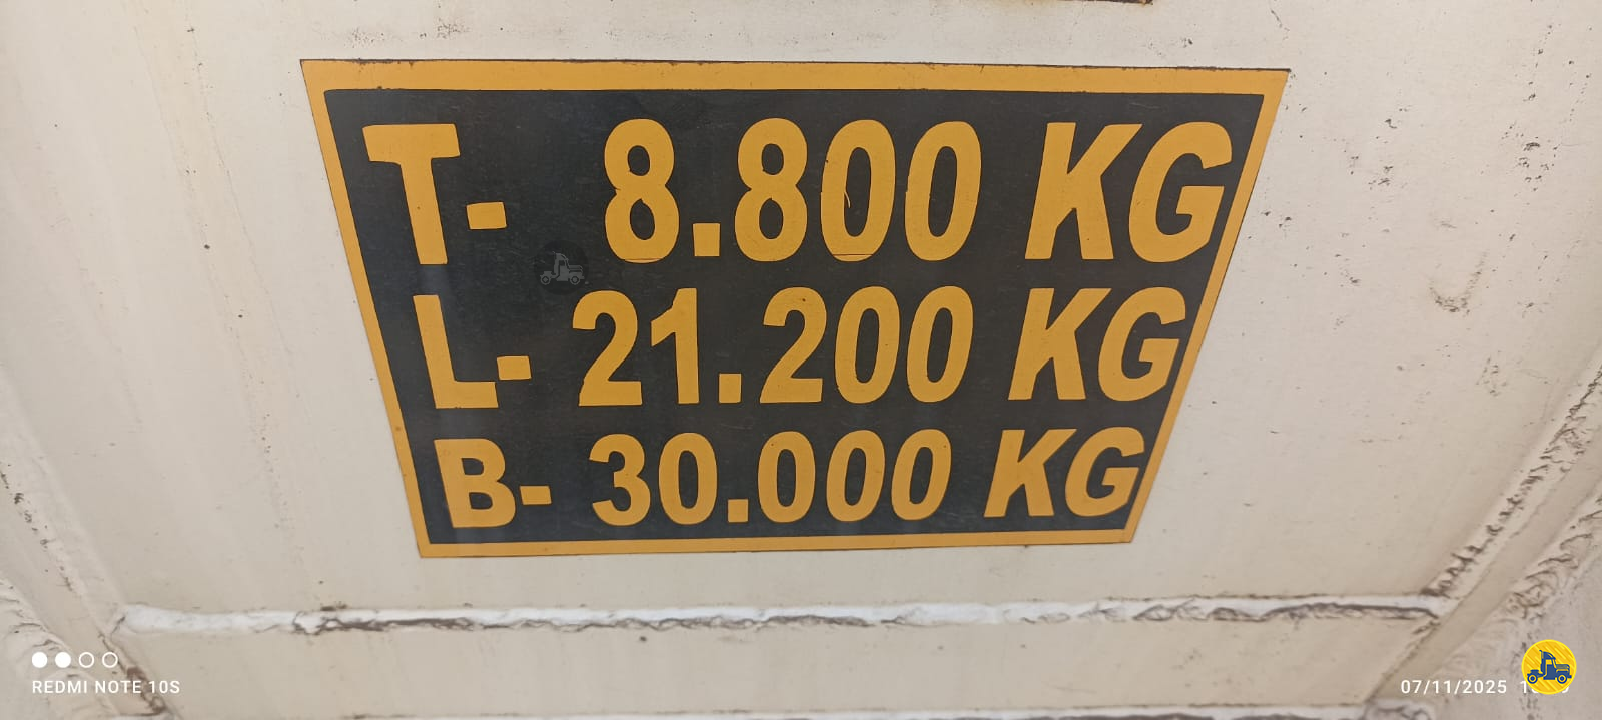 T- 8.800 KG
L- 21.200 KG
B- 30.000 KG
REDMI NOTE 10S
07/11/2025